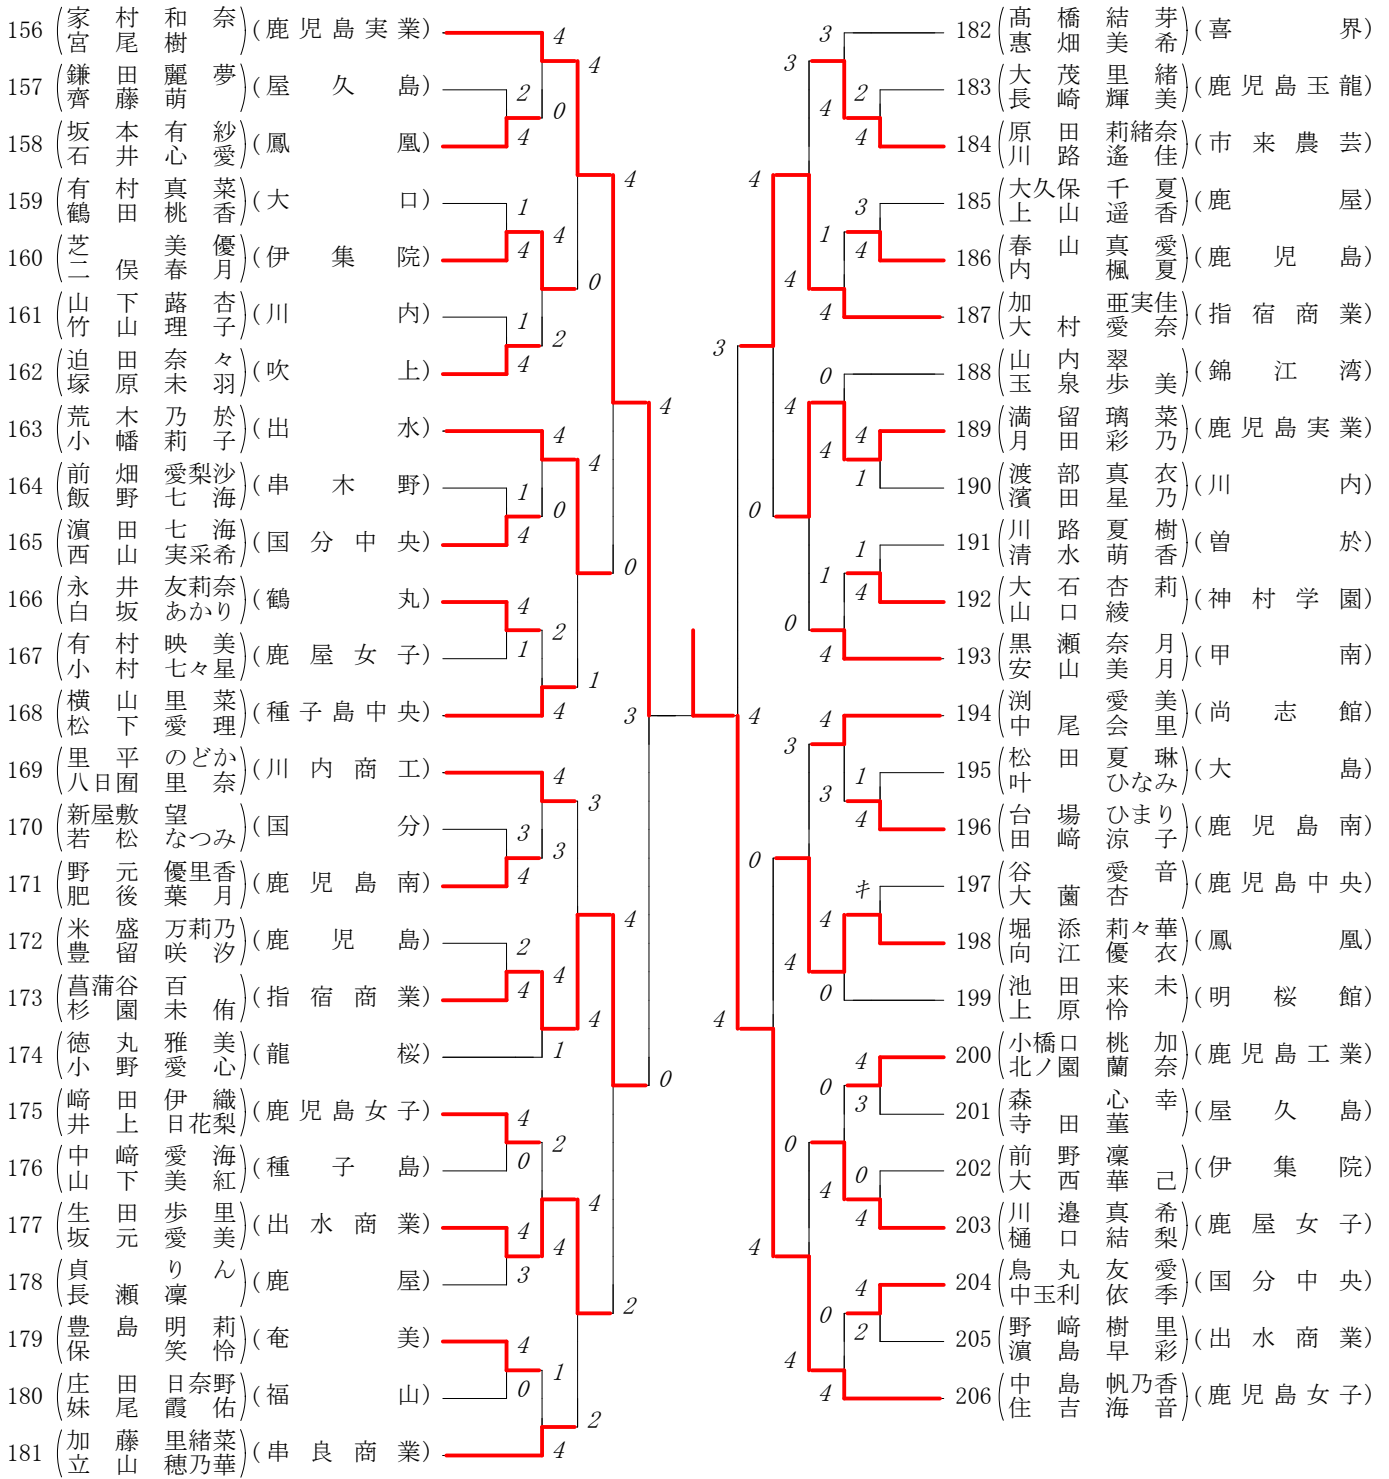 156 (家村和奈 宮尾樹) (鹿児島実業)
157 (鎌田麗夢 齊藤萌) (屋久島)
158 (坂本有紗 石井心愛) (鳳凰)
159 (有村真菜 鶴田桃香) (大口)
160 (芝美優 二俣春月) (伊集院)
161 (山下蕗杏 竹山理子) (川内)
162 (迫田奈々 塚原未羽) (吹上)
163 (荒木乃於 小幡莉子) (出水)
164 (前畑愛梨沙 飯野七海) (串木野)
165 (濵田七海 西山実采希) (国分中央)
166 (永井友莉奈 白坂あかり) (鶴丸)
167 (有村映美 小村七々星) (鹿屋女子)
168 (横山里菜 松下愛理) (種子島中央)
169 (里平のどか 八日囿里奈) (川内商工)
170 (新屋敷望 若松なつみ) (国分)
171 (野元優里香 肥後葉月) (鹿児島南)
172 (米盛万莉乃 豊留咲汐) (鹿児島)
173 (菖蒲谷百 杉園未侑) (指宿商業)
174 (徳丸雅美 小野愛心) (龍桜)
175 (﨑田伊織 井上日花梨) (鹿児島女子)
176 (中﨑愛海 山下美紅) (種子島)
177 (生田歩里 坂元愛美) (出水商業)
178 (貞りん 長瀬凜) (鹿屋)
179 (豊島明莉 保笑怜) (奄美)
180 (庄田日奈野 妹尾霞佑) (福山)
181 (加藤里緒菜 立山穂乃華) (串良商業)
182 (髙橋結芽 惠畑美希) (喜界)
183 (大茂里緒 長崎輝美) (鹿児島玉龍)
184 (原田莉緒奈 川路遙佳) (市来農芸)
185 (大久保千夏 上山遥香) (鹿屋)
186 (春山真愛 内楓夏) (鹿児島)
187 (加亜実佳 大村愛奈) (指宿商業)
188 (山内翠 玉泉歩美) (錦江湾)
189 (満留璃菜 月田彩乃) (鹿児島実業)
190 (渡部真衣 濱田星乃) (川内)
191 (川路夏樹 清水萌香) (曽於)
192 (大石杏莉 山口綾) (神村学園)
193 (黒瀬奈月 安山美月) (甲南)
194 (渕愛美 中尾会里) (尚志館)
195 (松田夏琳 叶ひなみ) (大島)
196 (台場ひまり 田﨑涼子) (鹿児島南)
197 (谷愛音 大薗杏) (鹿児島中央)
198 (堀添莉々華 向江優衣) (鳳凰)
199 (池田来未 上原怜) (明桜館)
200 (小橋口桃加 北ノ園蘭奈) (鹿児島工業)
201 (森心幸 寺田菫) (屋久島)
202 (前野凜 大西華己) (伊集院)
203 (川邉真希 樋口結梨) (鹿屋女子)
204 (鳥丸友愛 中玉利依季) (国分中央)
205 (野﨑樹里 濵島早彩) (出水商業)
206 (中島帆乃香 住吉海音) (鹿児島女子)